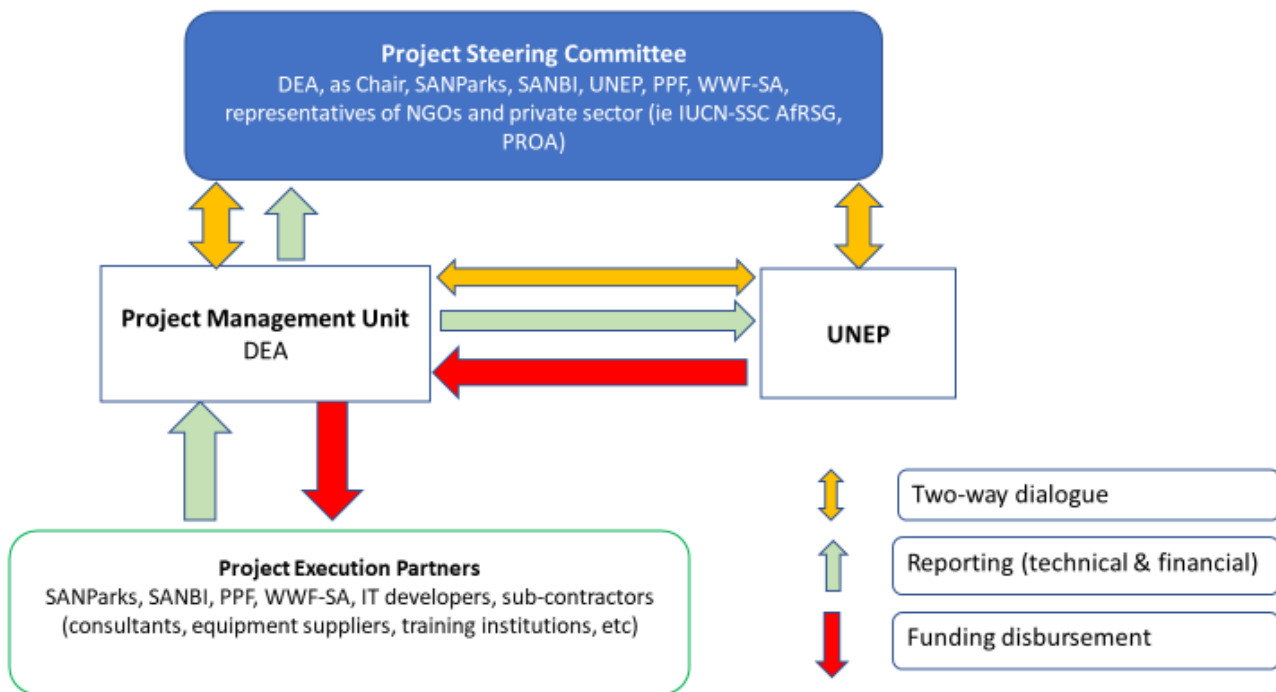 Project Steering Committee
DEA, as Chair, SANParks, SANBI, UNEP, PPF, WWF-SA,
representatives of NGOs and private sector (ie IUCN-SSC AfRSG,
PROA)
Project Management Unit
DEA
UNEP
Project Execution Partners
SANParks, SANBI, PPF, WWF-SA, IT developers, sub-contractors
(consultants, equipment suppliers, training institutions, etc)
Two-way dialogue
Reporting (technical & financial)
Funding disbursement